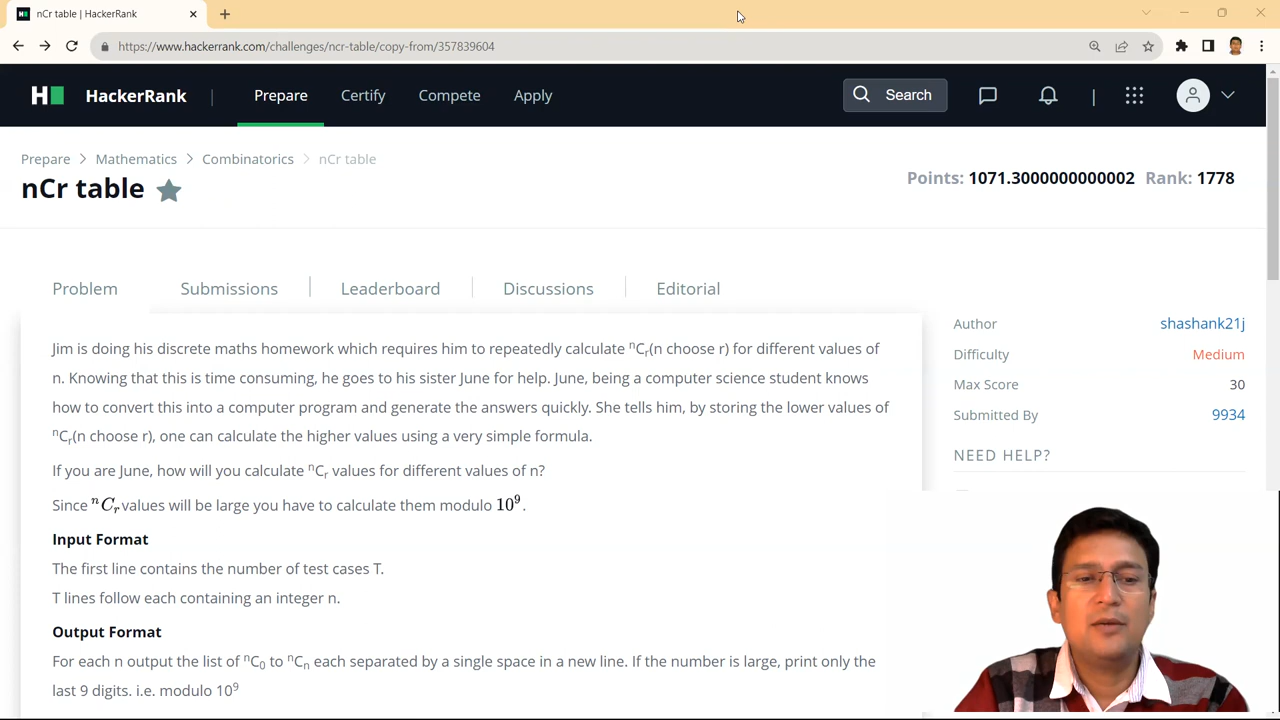 nCr table | HackerRank
https://www.hackerrank.com/challenges/ncr-table/copy-from/357839604
H HackerRank | Prepare Certify Compete Apply Search
Prepare > Mathematics > Combinatorics > nCr table
nCr table
Points: 1071.3000000000002 Rank: 1778
Problem Submissions Leaderboard Discussions Editorial
Jim is doing his discrete maths homework which requires him to repeatedly calculate ⁿCᵣ(n choose r) for different values of
n. Knowing that this is time consuming, he goes to his sister June for help. June, being a computer science student knows
how to convert this into a computer program and generate the answers quickly. She tells him, by storing the lower values of
ⁿCᵣ(n choose r), one can calculate the higher values using a very simple formula.
If you are June, how will you calculate ⁿCᵣ values for different values of n?
Since ⁿCᵣ values will be large you have to calculate them modulo 10⁹.
Input Format
The first line contains the number of test cases T.
T lines follow each containing an integer n.
Output Format
For each n output the list of ⁿC₀ to ⁿCₙ each separated by a single space in a new line. If the number is large, print only the
last 9 digits. i.e. modulo 10⁹
Author shashank21j
Difficulty Medium
Max Score 30
Submitted By 9934
NEED HELP?